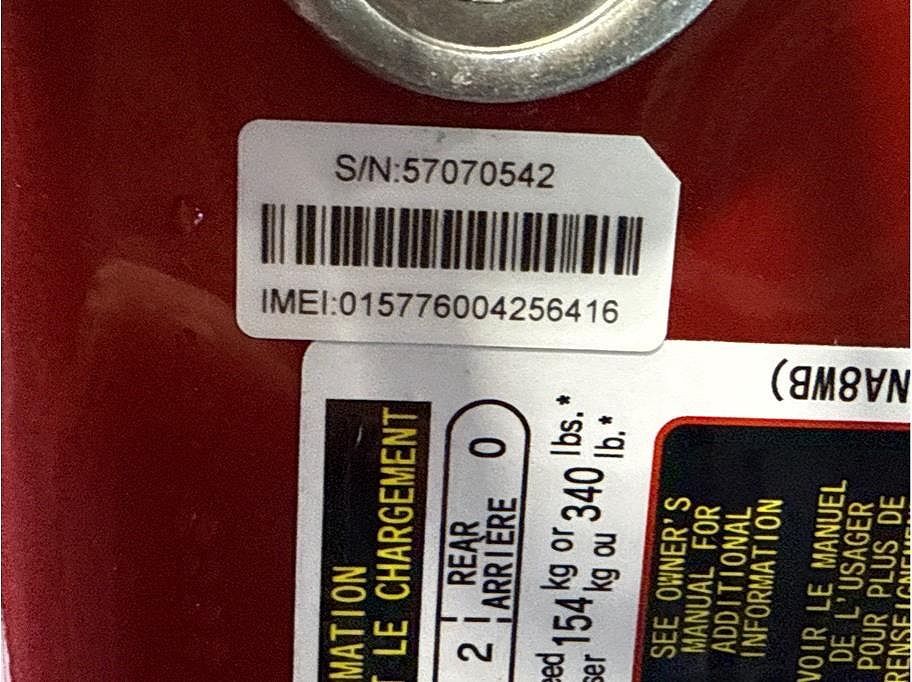 S/N:57070542
IMEI:015776004256416
NA8WB)
MATION
LE CHARGEMENT
2 REAR 0
ARRIÈRE
154 kg or 340 lbs.*
kg ou lb.*
SEE OWNER'S
MANUAL FOR
ADDITIONAL
INFORMATION
VOIR LE MANUEL
DE L'USAGER
POUR PLUS DE